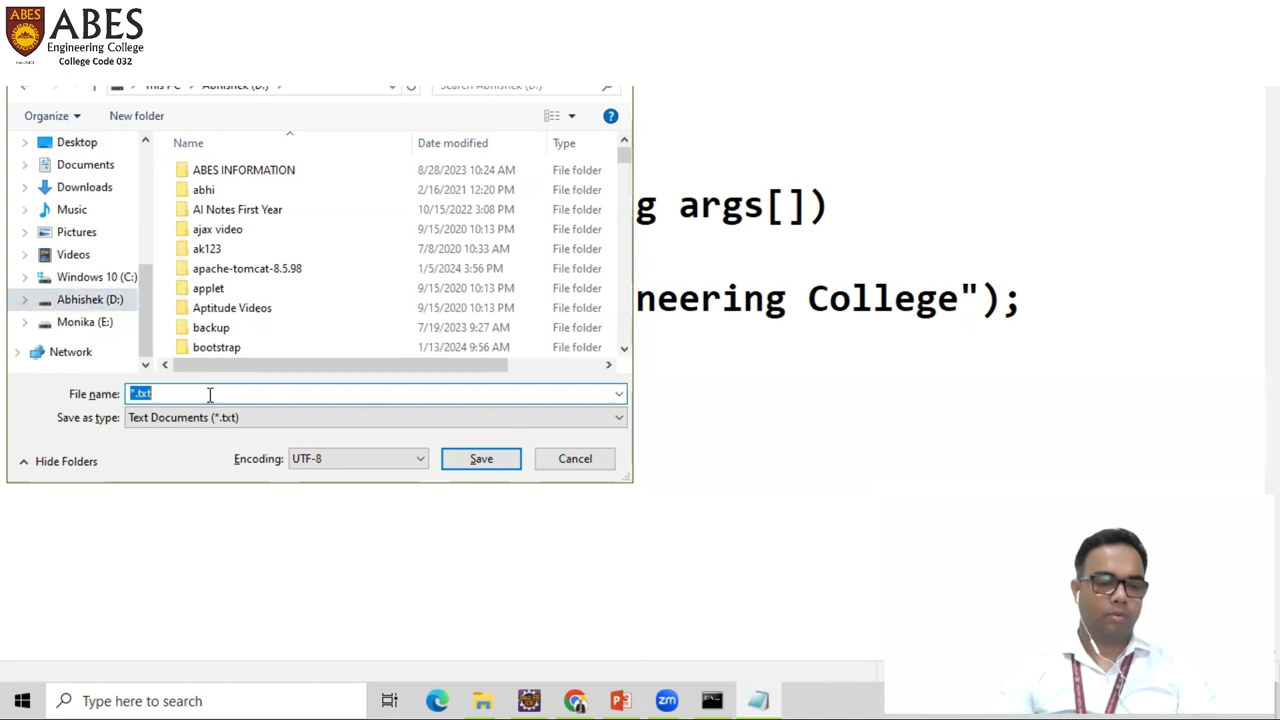 ABES
Engineering College
College Code 032
This PC Abhishek (D:) Search Abhishek (D:)
Organize New folder
Name Date modified Type
Desktop
Documents
Downloads
Music
Pictures
Videos
Windows 10 (C:)
Abhishek (D:)
Monika (E:)
Network
ABES INFORMATION 8/28/2023 10:24 AM File folder
abhi 2/16/2021 12:20 PM File folder
AI Notes First Year 10/15/2022 3:08 PM File folder
ajax video 9/15/2020 10:13 PM File folder
ak123 7/8/2020 10:33 AM File folder
apache-tomcat-8.5.98 1/5/2024 3:56 PM File folder
applet 9/15/2020 10:13 PM File folder
Aptitude Videos 9/15/2020 10:13 PM File folder
backup 7/19/2023 9:27 AM File folder
bootstrap 1/13/2024 9:56 AM File folder
File name: *.txt
Save as type: Text Documents (*.txt)
Hide Folders Encoding: UTF-8 Save Cancel
g args[])
neering College");
Type here to search
zm